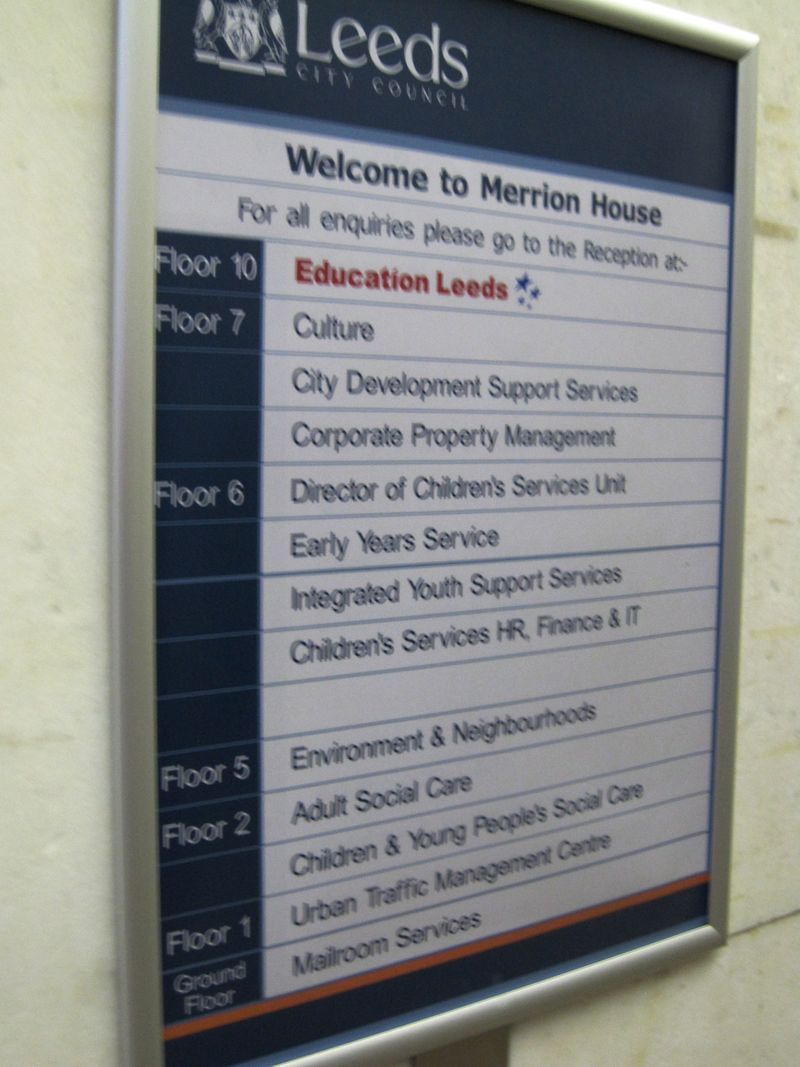 Leeds
CITY COUNCIL
Welcome to Merrion House
For all enquiries please go to the Reception at:-
Floor 10 Education Leeds
Floor 7 Culture
City Development Support Services
Corporate Property Management
Floor 6 Director of Children's Services Unit
Early Years Service
Integrated Youth Support Services
Children's Services HR, Finance & IT
Floor 5 Environment & Neighbourhoods
Floor 2 Adult Social Care
Children & Young People's Social Care
Floor 1 Urban Traffic Management Centre
Ground Floor Mailroom Services